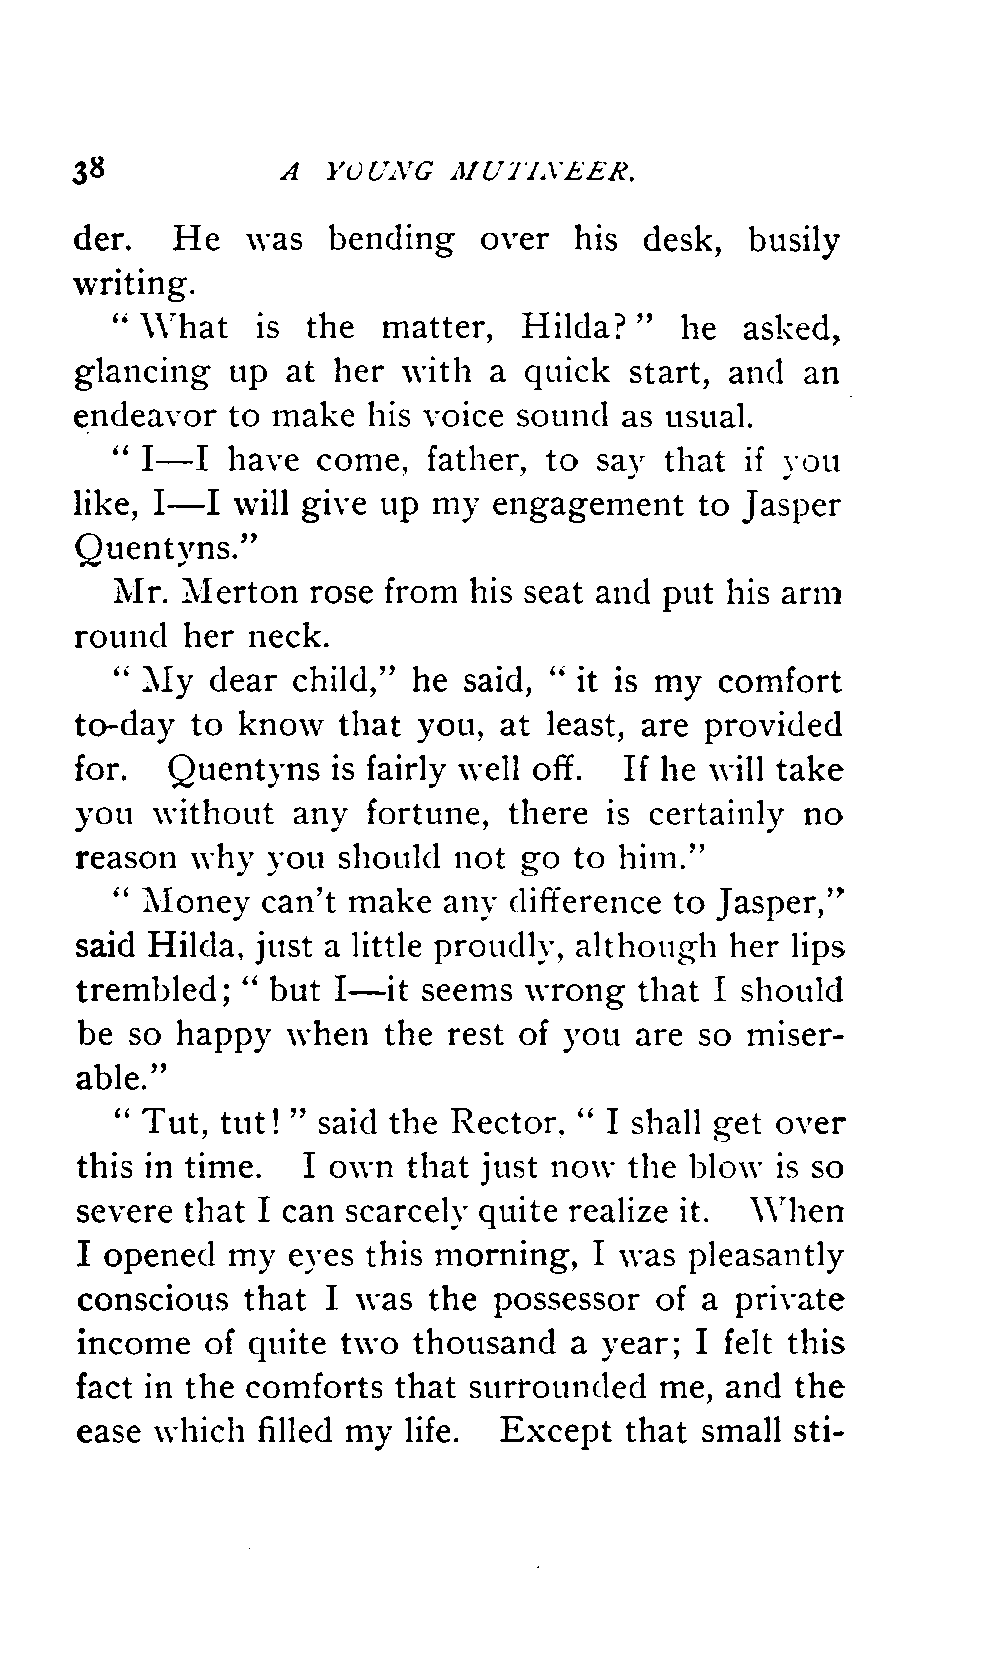 38 A YOUNG MUTINEER.
der. He was bending over his desk, busily
writing.
“ What is the matter, Hilda? ” he asked,
glancing up at her with a quick start, and an
endeavor to make his voice sound as usual.
“ I—I have come, father, to say that if you
like, I—I will give up my engagement to Jasper
Quentyns.”
Mr. Merton rose from his seat and put his arm
round her neck.
“ My dear child,” he said, “ it is my comfort
to-day to know that you, at least, are provided
for. Quentyns is fairly well off. If he will take
you without any fortune, there is certainly no
reason why you should not go to him.”
“ Money can’t make any difference to Jasper,”
said Hilda, just a little proudly, although her lips
trembled; “ but I—it seems wrong that I should
be so happy when the rest of you are so miser-
able.”
“ Tut, tut! ” said the Rector. “ I shall get over
this in time. I own that just now the blow is so
severe that I can scarcely quite realize it. When
I opened my eyes this morning, I was pleasantly
conscious that I was the possessor of a private
income of quite two thousand a year; I felt this
fact in the comforts that surrounded me, and the
ease which filled my life. Except that small sti-